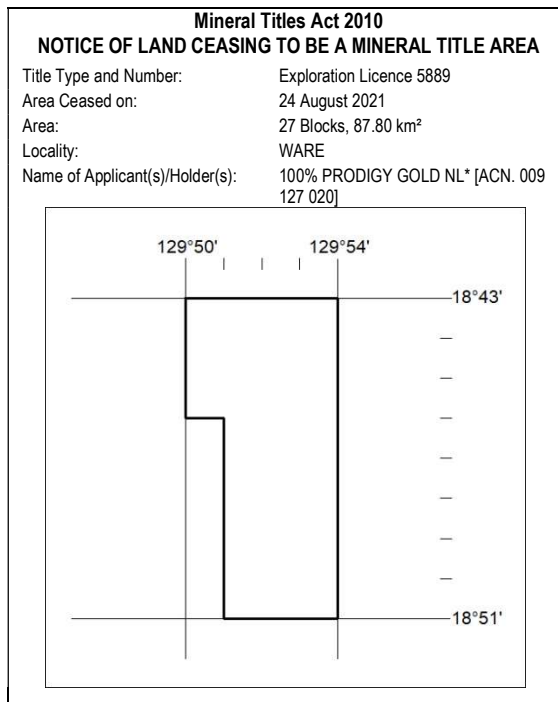 Mineral Titles Act 2010
NOTICE OF LAND CEASING TO BE A MINERAL TITLE AREA
Title Type and Number: Exploration Licence 5889
Area Ceased on: 24 August 2021
Area: 27 Blocks, 87.80 km²
Locality: WARE
Name of Applicant(s)/Holder(s): 100% PRODIGY GOLD NL* [ACN. 009
127 020]
129°50' 129°54'
18°43'
18°51'